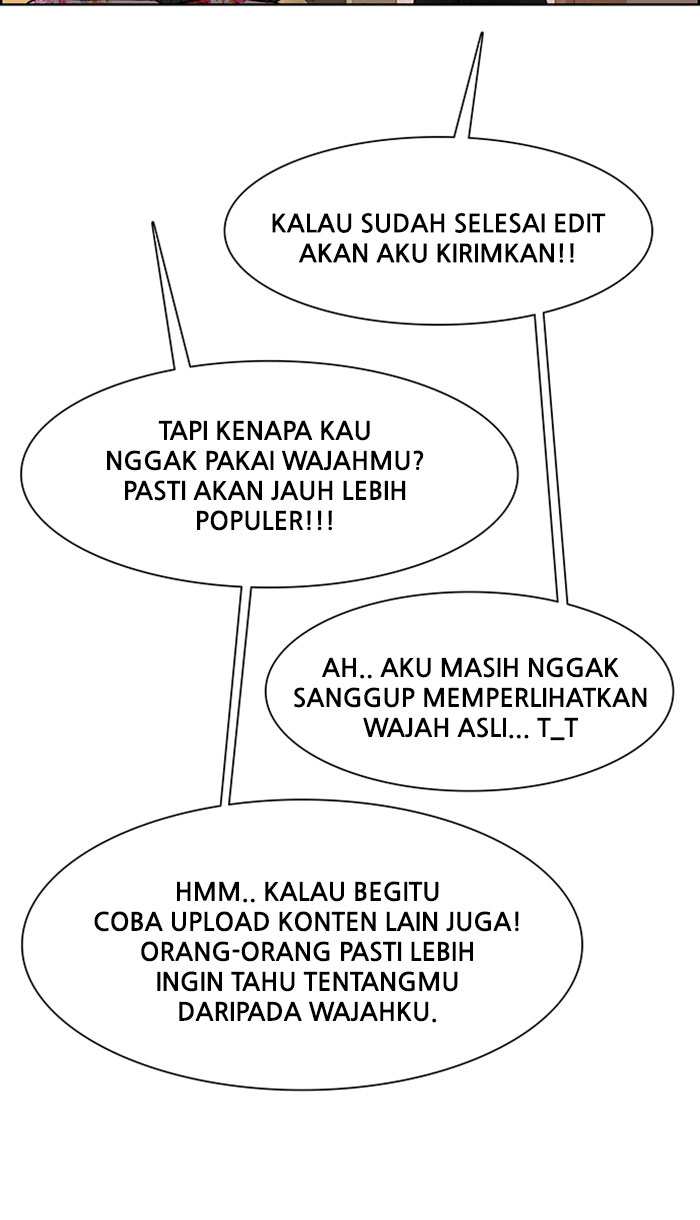 KALAU SUDAH SELESAI EDIT
AKAN AKU KIRIMKAN!!
TAPI KENAPA KAU
NGGAK PAKAI WAJAHMU?
PASTI AKAN JAUH LEBIH
POPULER!!!
AH.. AKU MASIH NGGAK
SANGGUP MEMPERLIHATKAN
WAJAH ASLI... T_T
HMM.. KALAU BEGITU
COBA UPLOAD KONTEN LAIN JUGA!
ORANG-ORANG PASTI LEBIH
INGIN TAHU TENTANGMU
DARIPADA WAJAHKU.